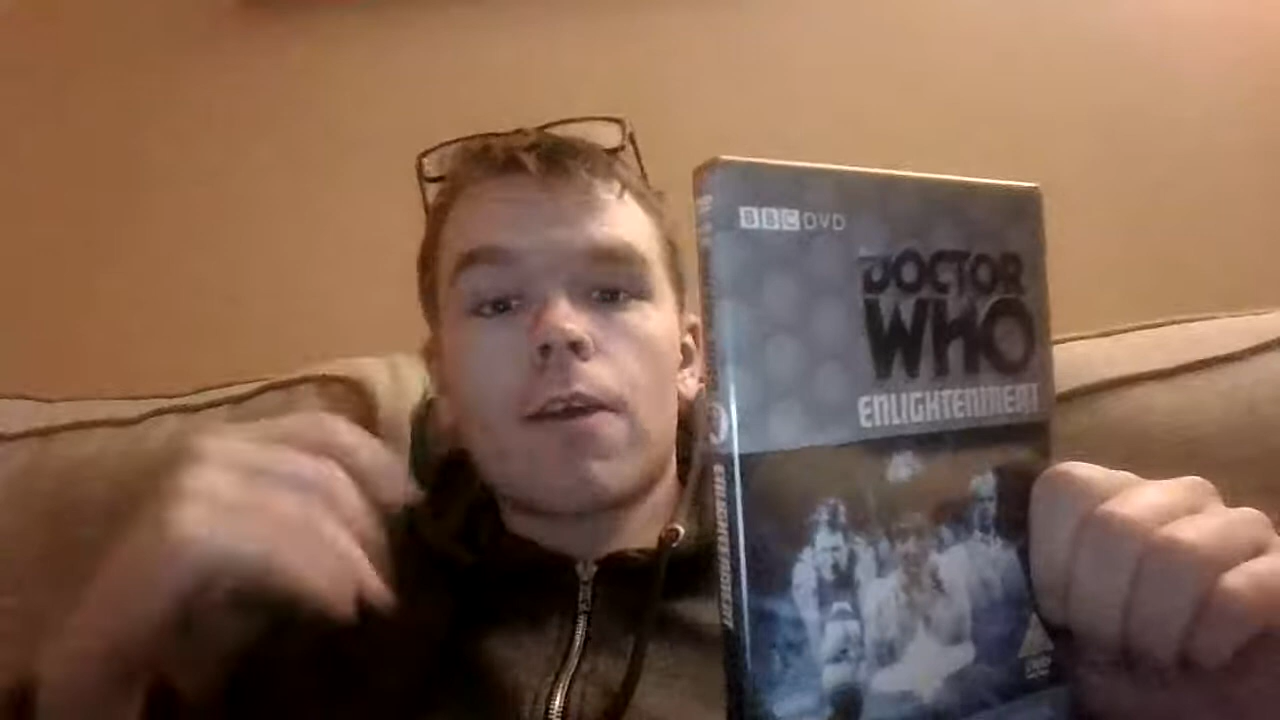 BBC DVD
DOCTOR
WHO
ENLIGHTENMENT
ENLIGHTENMENT